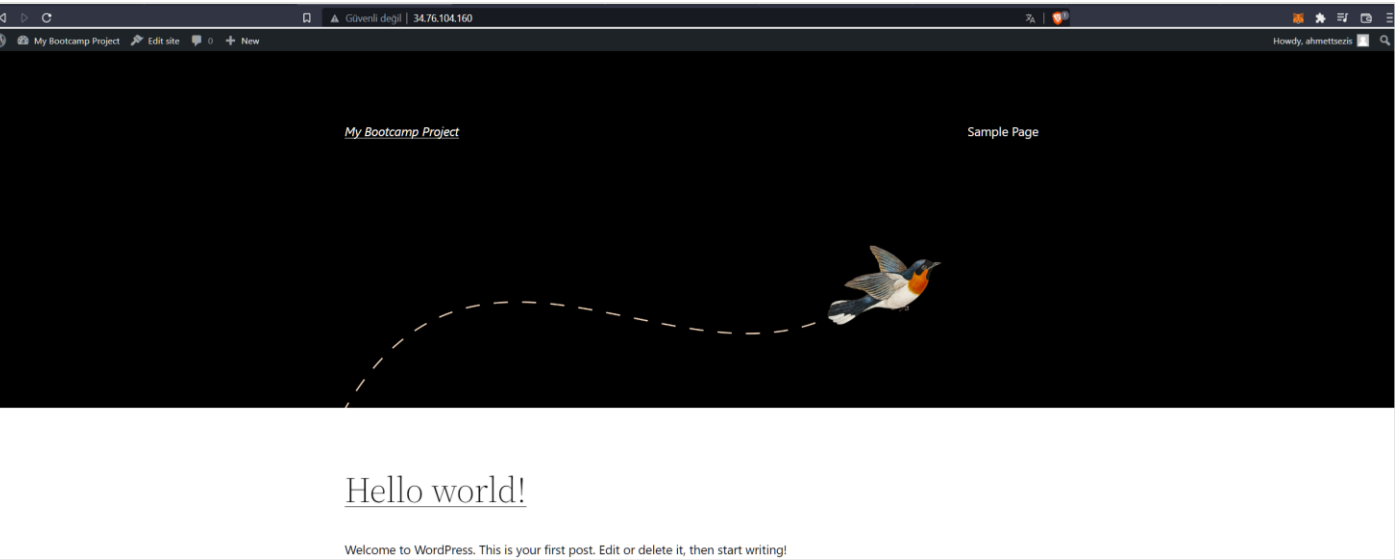 Güvenli değil | 34.76.104.160
My Bootcamp Project Edit site 0 + New Howdy, ahmettsezis
My Bootcamp Project Sample Page
Hello world!
Welcome to WordPress. This is your first post. Edit or delete it, then start writing!